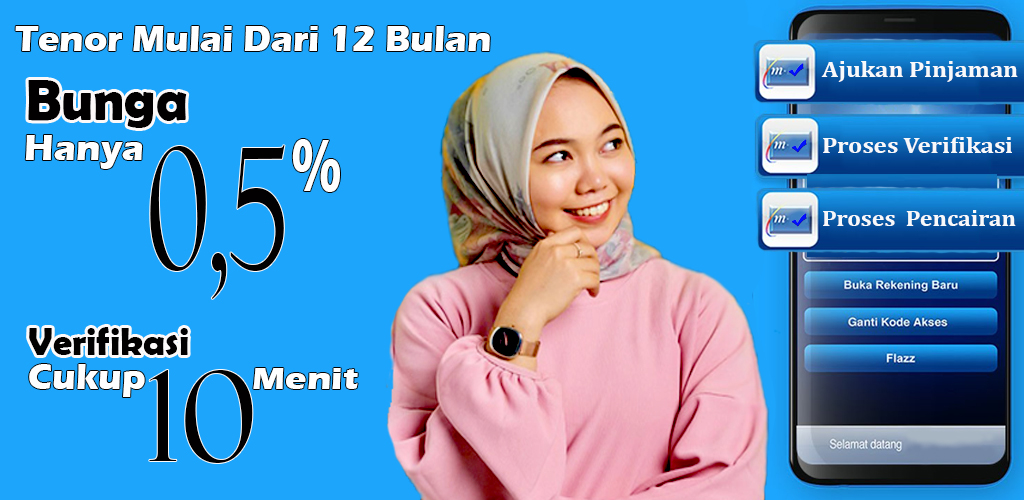 Tenor Mulai Dari 12 Bulan
Bunga
Hanya 0,5%
Verifikasi
Cukup 10 Menit
m- Ajukan Pinjaman
m- Proses Verifikasi
m- Proses Pencairan
Buka Rekening Baru
Ganti Kode Akses
Flazz
Selamat datang